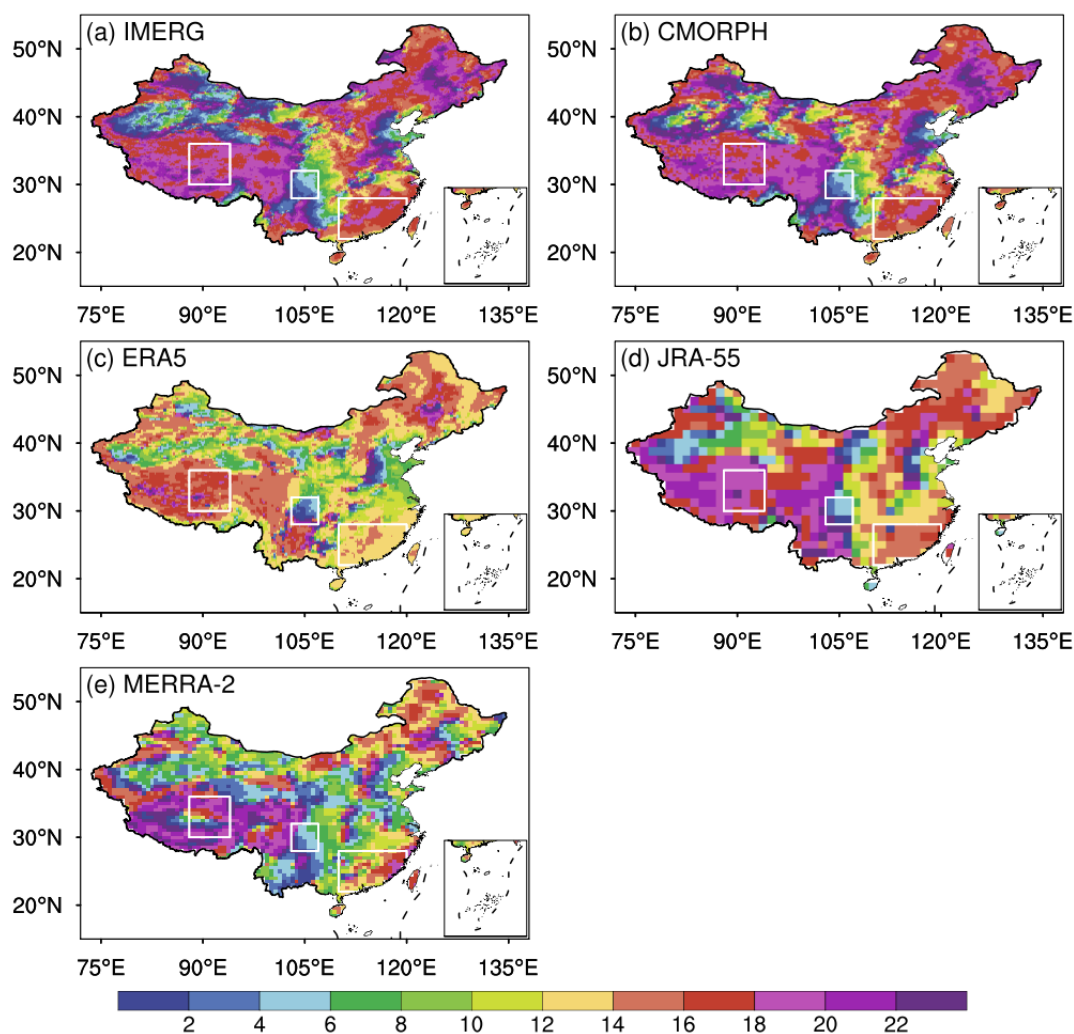 (a) IMERG
(b) CMORPH
50°N
40°N
30°N
20°N
50°N
40°N
30°N
20°N
75°E 90°E 105°E 120°E 135°E
75°E 90°E 105°E 120°E 135°E
(c) ERA5
(d) JRA-55
50°N
40°N
30°N
20°N
50°N
40°N
30°N
20°N
75°E 90°E 105°E 120°E 135°E
75°E 90°E 105°E 120°E 135°E
(e) MERRA-2
50°N
40°N
30°N
20°N
75°E 90°E 105°E 120°E 135°E
2 4 6 8 10 12 14 16 18 20 22